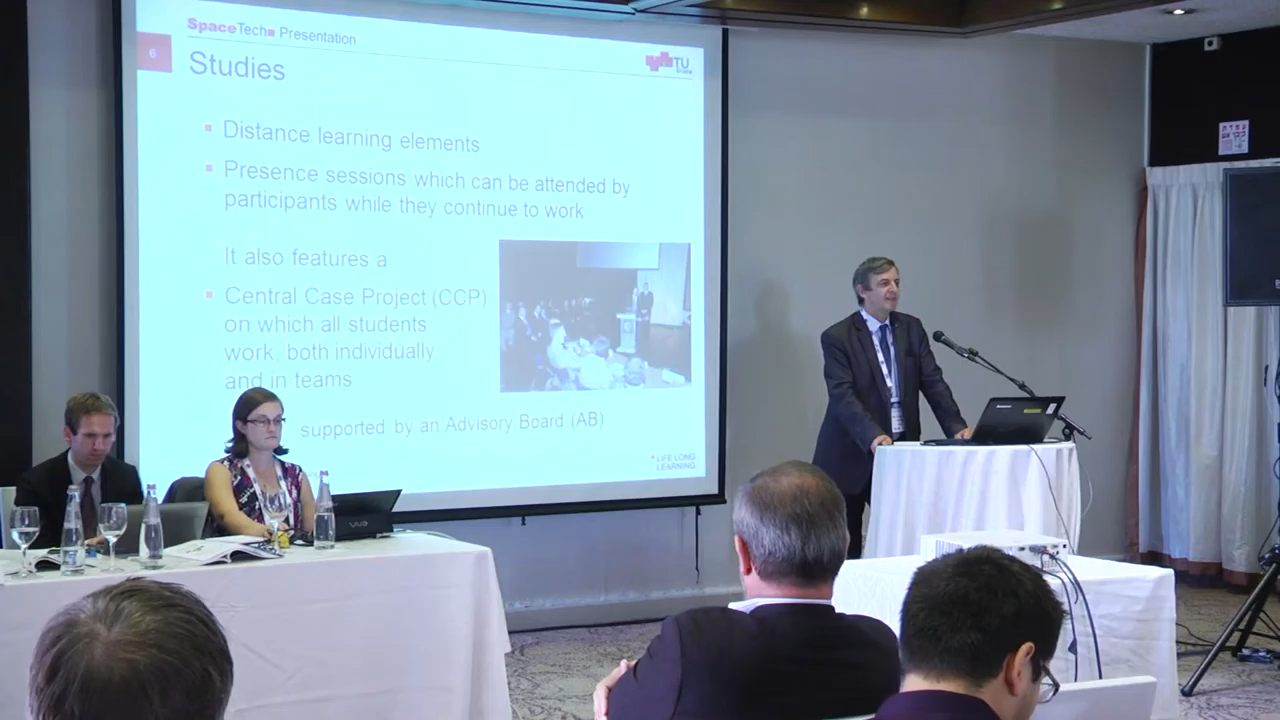 SpaceTech Presentation
6
Studies
TU
Graz
Distance learning elements
Presence sessions which can be attended by
participants while they continue to work
It also features a
Central Case Project (CCP)
on which all students
work, both individually
and in teams
supported by an Advisory Board (AB)
LIFE LONG
LEARNING
VAIO